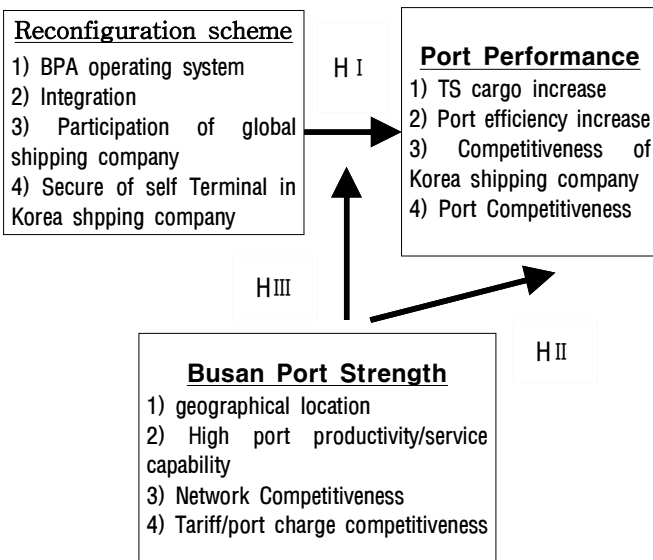 Reconfiguration scheme
1) BPA operating system
2) Integration
3) Participation of global
shipping company
4) Secure of self Terminal in
Korea shpping company
HⅠ
Port Performance
1) TS cargo increase
2) Port efficiency increase
3) Competitiveness of
Korea shipping company
4) Port Competitiveness
HⅢ
HⅡ
Busan Port Strength
1) geographical location
2) High port productivity/service
capability
3) Network Competitiveness
4) Tariff/port charge competitiveness